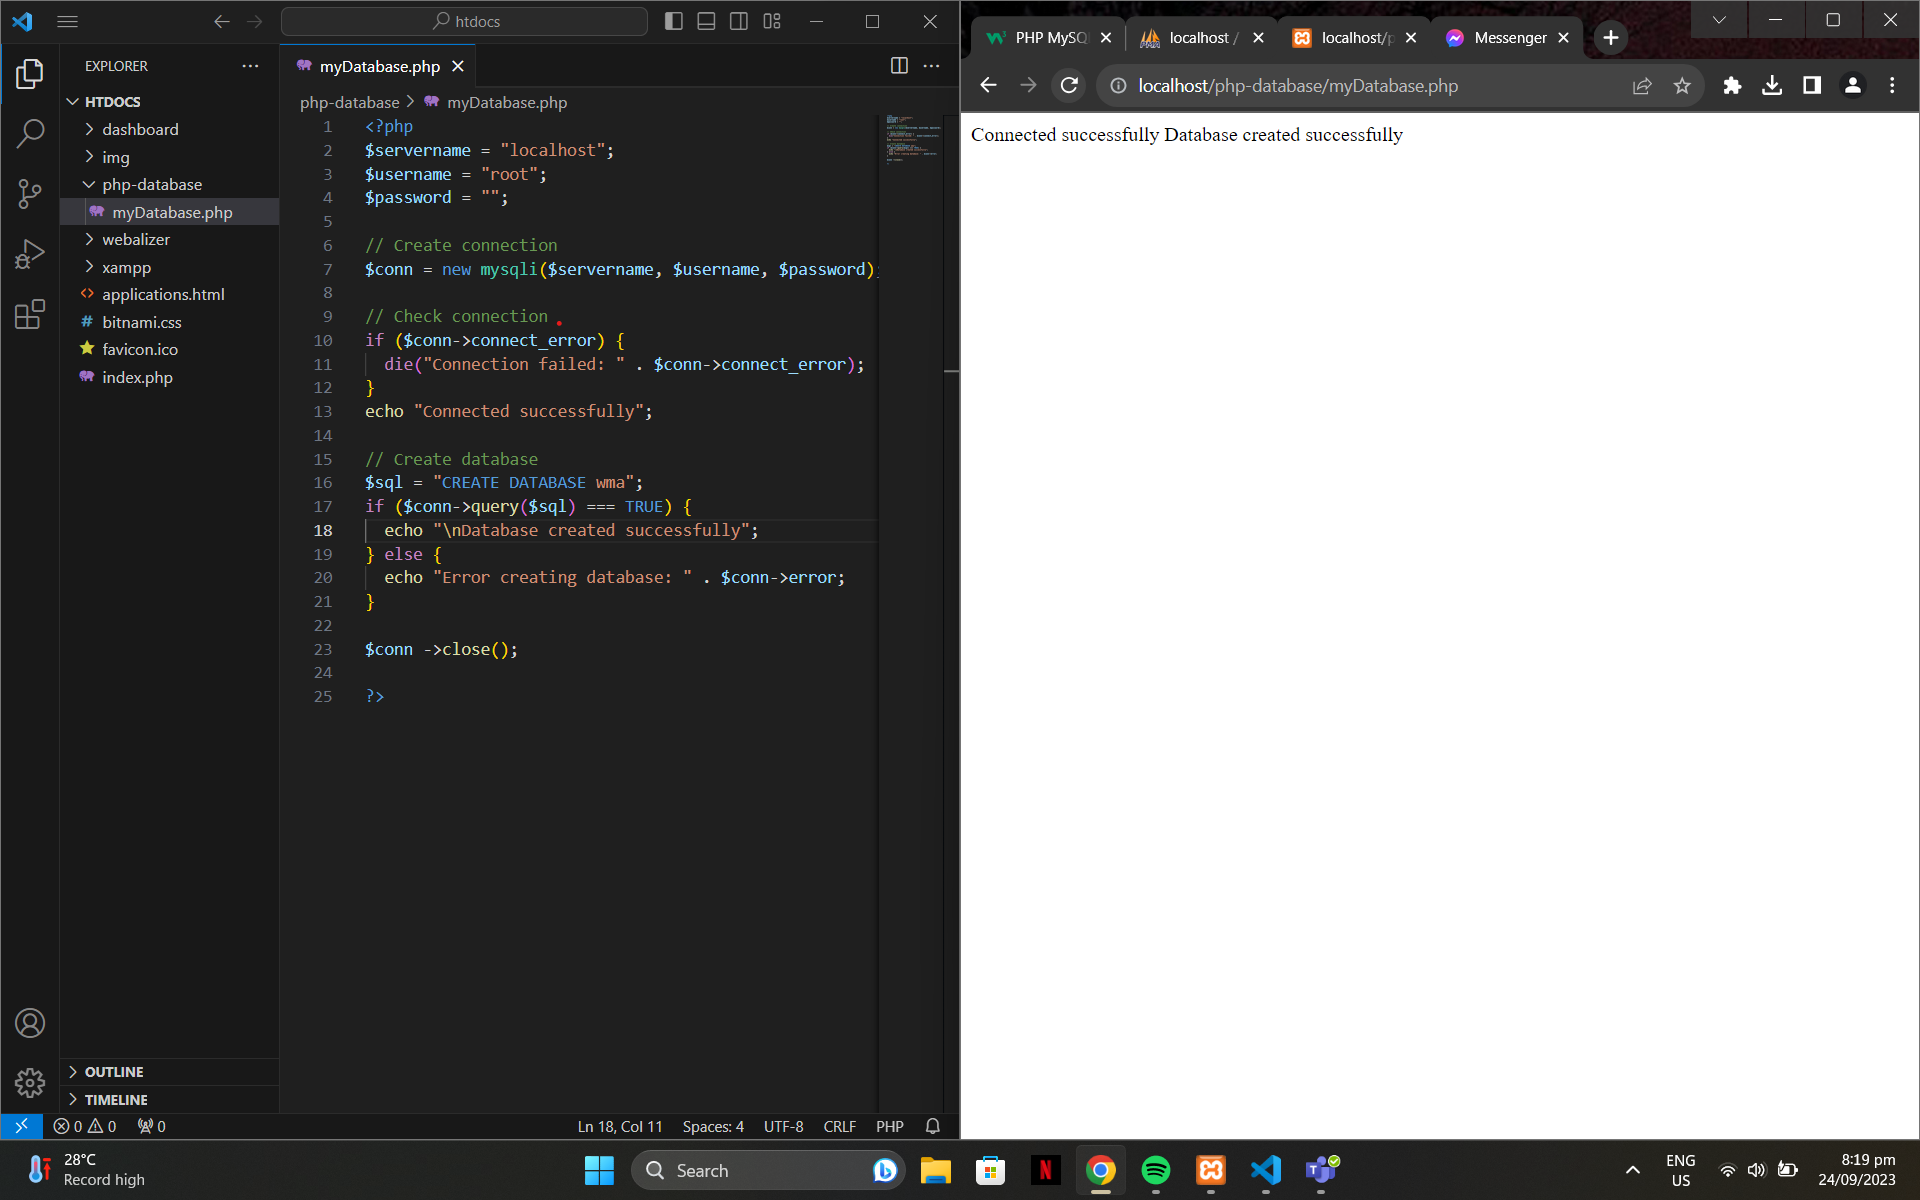 htdocs
EXPLORER
HTDOCS
dashboard
img
php-database
myDatabase.php
webalizer
xampp
applications.html
# bitnami.css
favicon.ico
index.php
OUTLINE
TIMELINE
myDatabase.php
php-database > myDatabase.php
1 <?php
2 $servername = "localhost";
3 $username = "root";
4 $password = "";
5
6 // Create connection
7 $conn = new mysqli($servername, $username, $password);
8
9 // Check connection
10 if ($conn->connect_error) {
11 die("Connection failed: " . $conn->connect_error);
12 }
13 echo "Connected successfully";
14
15 // Create database
16 $sql = "CREATE DATABASE wma";
17 if ($conn->query($sql) === TRUE) {
18 echo "\nDatabase created successfully";
19 } else {
20 echo "Error creating database: " . $conn->error;
21 }
22
23 $conn ->close();
24
25 ?>
0 0 0
Ln 18, Col 11 Spaces: 4 UTF-8 CRLF PHP
PHP MySQ localhost / localhost/p Messenger
localhost/php-database/myDatabase.php
Connected successfully Database created successfully
28°C
Record high
Search
ENG
US
8:19 pm
24/09/2023